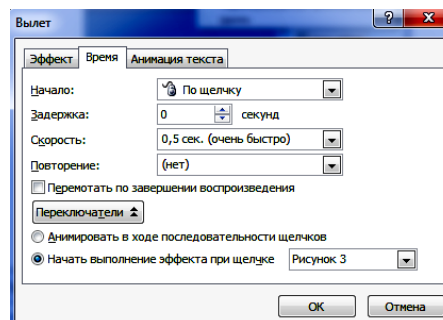 Вылет
Эффект Время Анимация текста
Начало: По щелчку
Задержка: 0 секунд
Скорость: 0,5 сек. (очень быстро)
Повторение: (нет)
Перемотать по завершении воспроизведения
Переключатели
Анимировать в ходе последовательности щелчков
Начать выполнение эффекта при щелчке Рисунок 3
ОК Отмена